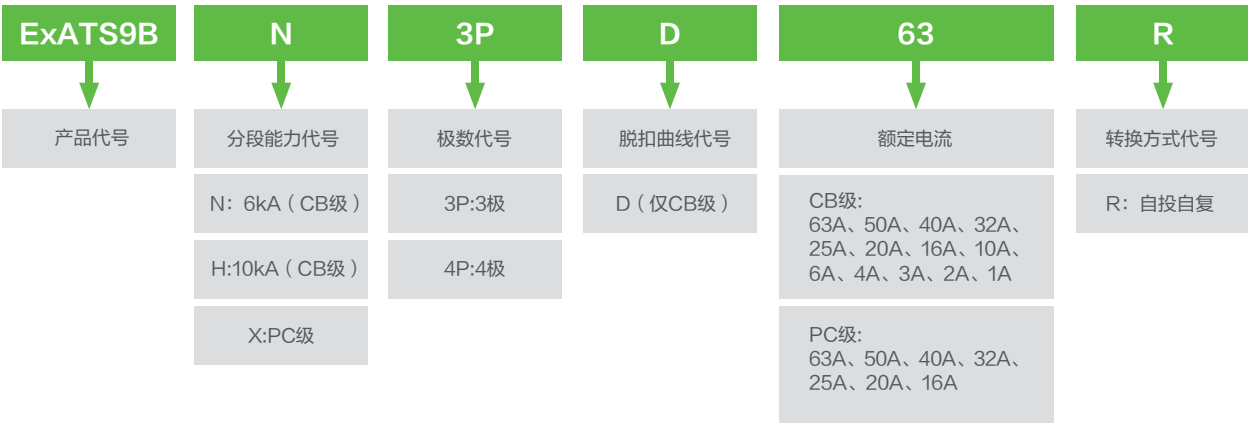 ExATS9B N 3P D 63 R
产品代号 分段能力代号 极数代号 脱扣曲线代号 额定电流 转换方式代号
N：6kA（CB级） 3P:3极 D（仅CB级） CB级: R：自投自复
63A、50A、40A、32A、
25A、20A、16A、10A、
6A、4A、3A、2A、1A
H:10kA（CB级） 4P:4极
X:PC级 PC级:
63A、50A、40A、32A、
25A、20A、16A